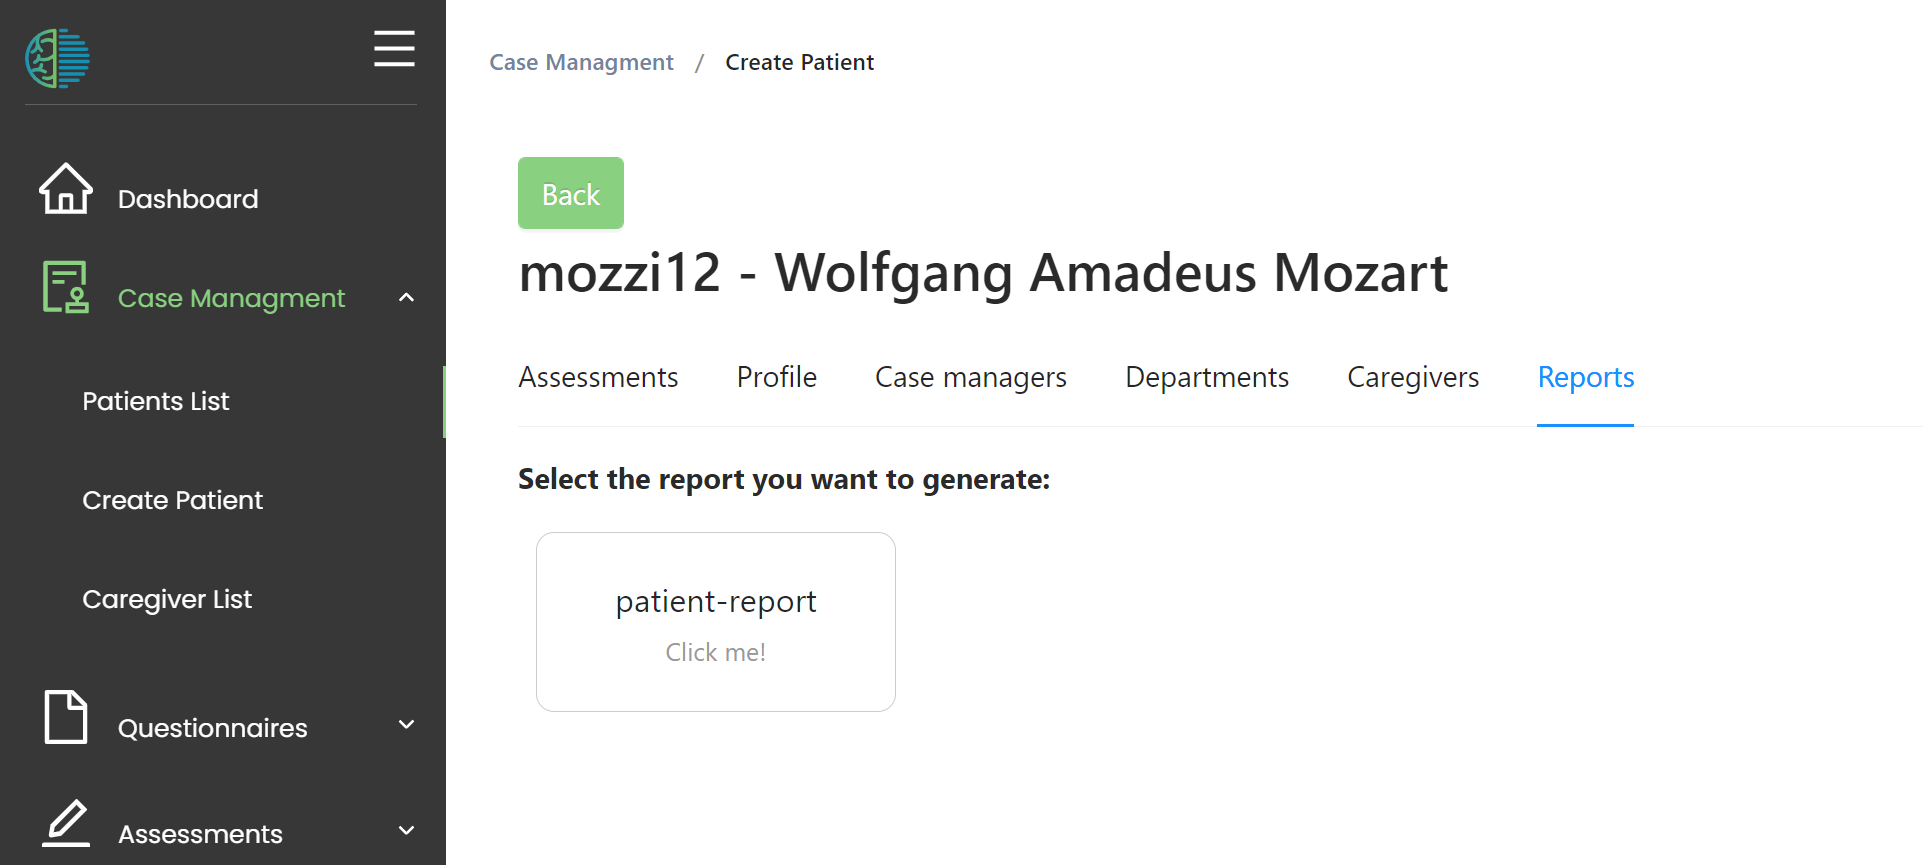 Dashboard
Case Managment
Patients List
Create Patient
Caregiver List
Questionnaires
Assessments
Case Managment / Create Patient
Back
mozzi12 - Wolfgang Amadeus Mozart
Assessments Profile Case managers Departments Caregivers Reports
Select the report you want to generate:
patient-report
Click me!